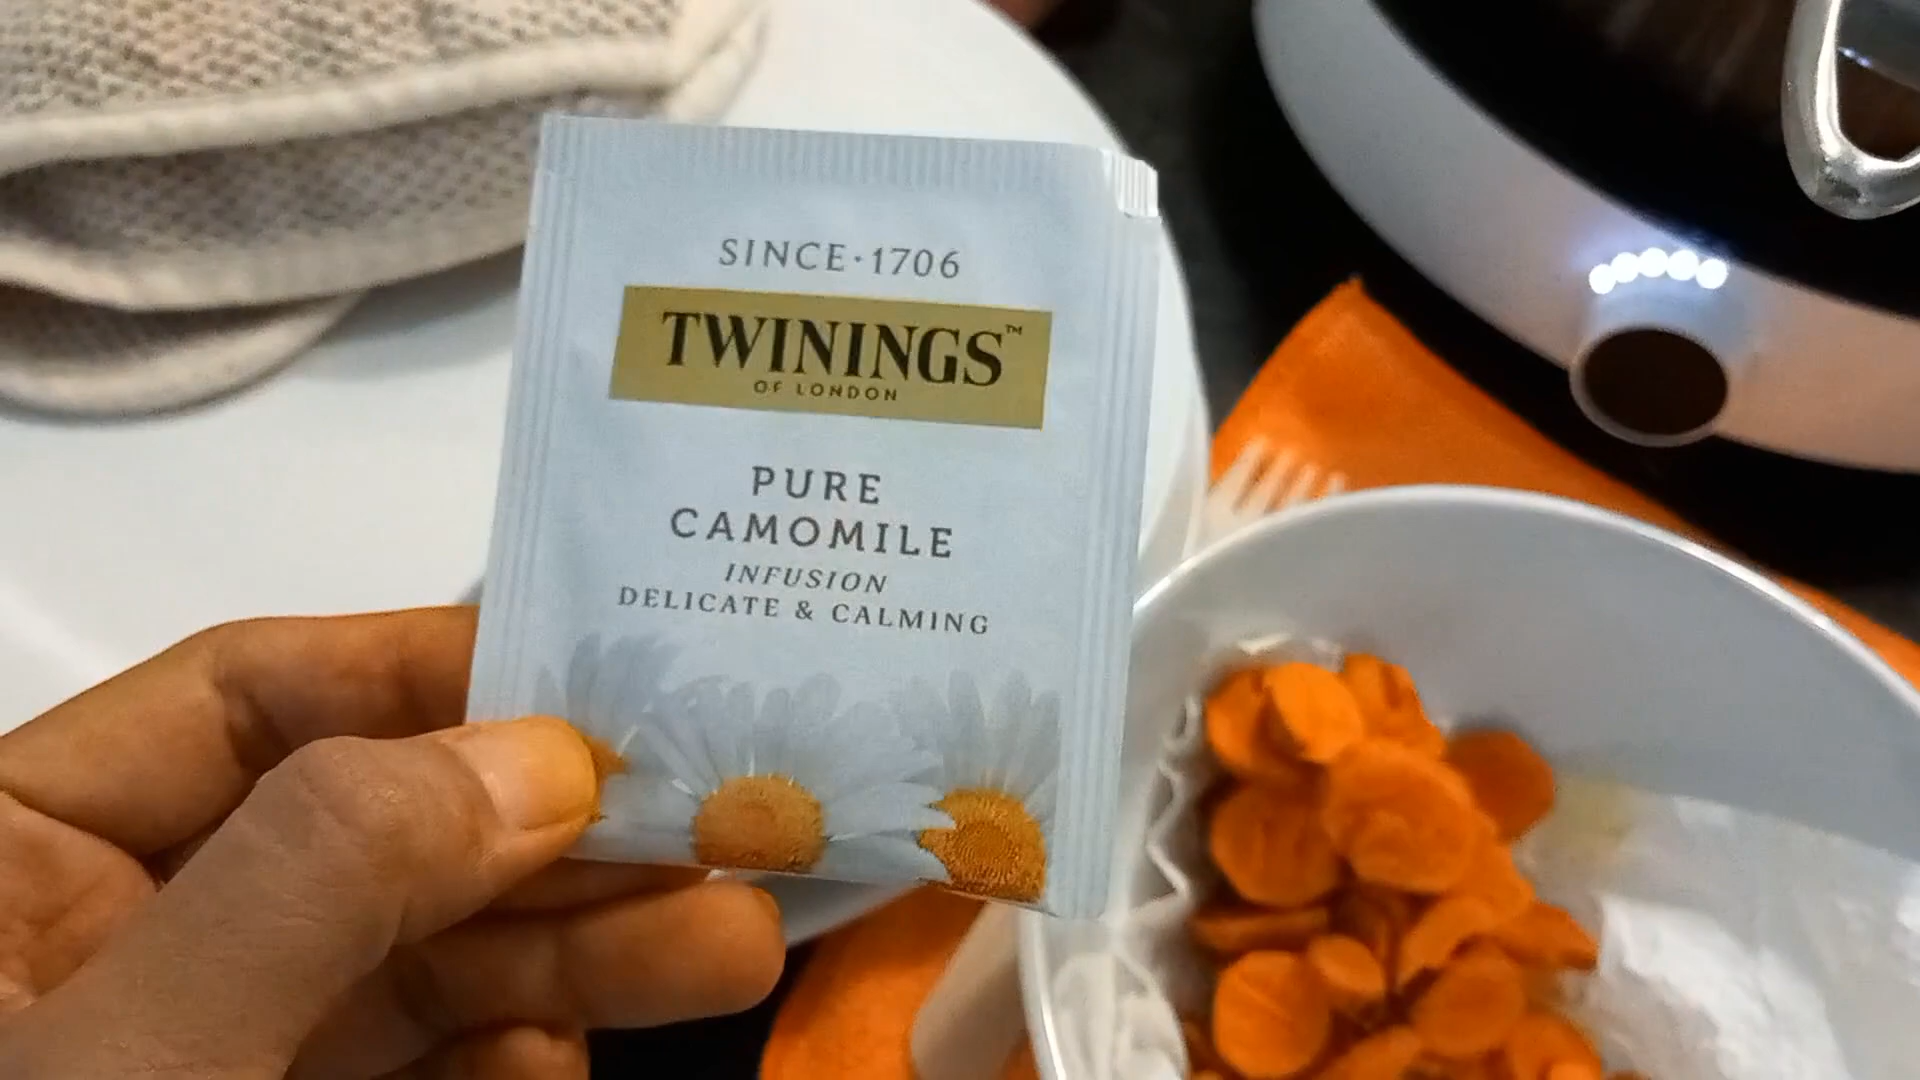 SINCE·1706
TWININGS™
OF LONDON
PURE
CAMOMILE
INFUSION
DELICATE & CALMING